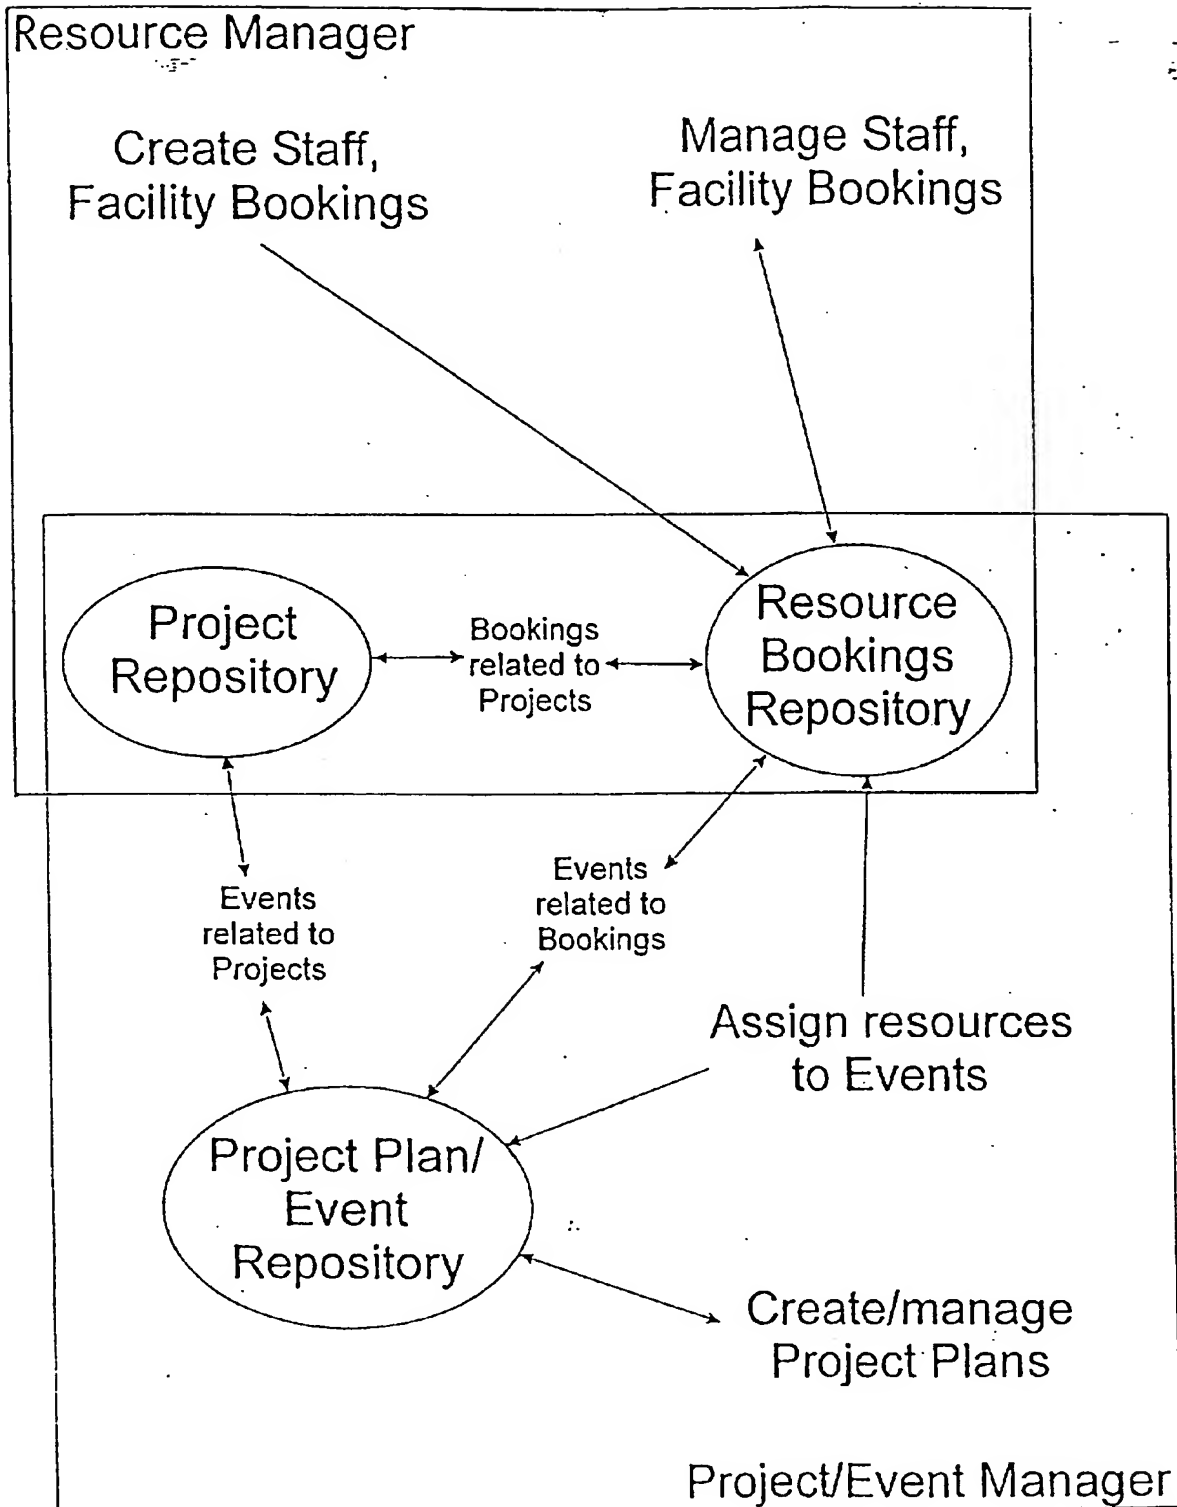 Resource Manager
Create Staff,
Facility Bookings
Manage Staff,
Facility Bookings
Project
Repository
Bookings
related to
Projects
Resource
Bookings
Repository
Events
related to
Projects
Events
related to
Bookings
Assign resources
to Events
Project Plan/
Event
Repository
Create/manage
Project Plans
Project/Event Manager